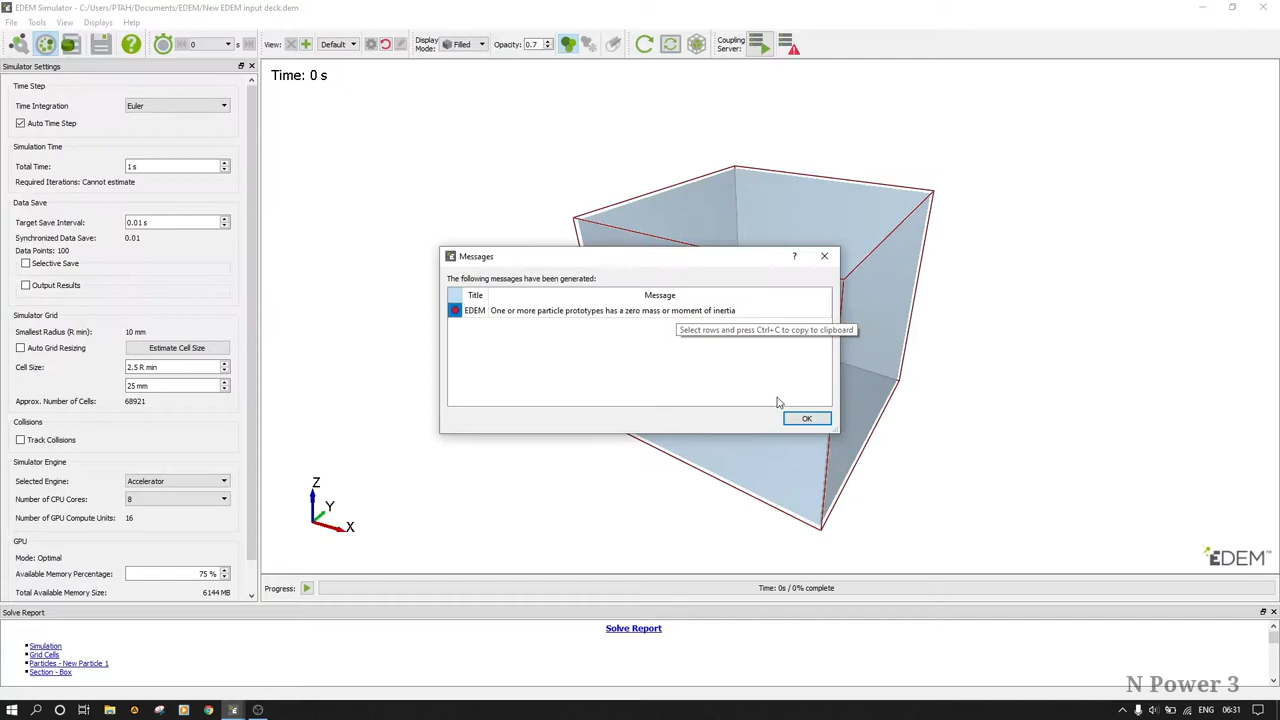 EDEM Simulator - C:/Users/PTAH/Documents/EDEM/New EDEM input deck.dem
File Tools View Displays Help
0 s View: Default Display Mode: Filled Opacity: 0.7 Coupling Server:
Simulator Settings
Time: 0 s
Time Step
Time Integration Euler
Auto Time Step
Simulation Time
Total Time: 1 s
Required Iterations: Cannot estimate
Data Save
Target Save Interval: 0.01 s
Synchronized Data Save: 0.01
Data Points: 100
Selective Save
Output Results
Simulator Grid
Smallest Radius (R min) 10 mm
Auto Grid Resizing Estimate Cell Size
Cell Size: 2.5 R min
25 mm
Approx. Number of Cells: 68921
Collisions
Track Collisions
Simulator Engine
Selected Engine: Accelerator
Number of CPU Cores: 8
Number of GPU Compute Units: 16
GPU
Mode: Optimal
Available Memory Percentage: 75 %
Total Available Memory Size: 6144 MB
Messages ?
The following messages have been generated:
Title Message
EDEM One or more particle prototypes has a zero mass or moment of inertia
Select rows and press Ctrl+C to copy to clipboard
OK
Z
Y
X
EDEM™
Progress: Time: 0s / 0% complete
Solve Report
Solve Report
Simulation
Grid Cells
Particles - New Particle 1
Section - Box
N Power 3
ENG 06:31